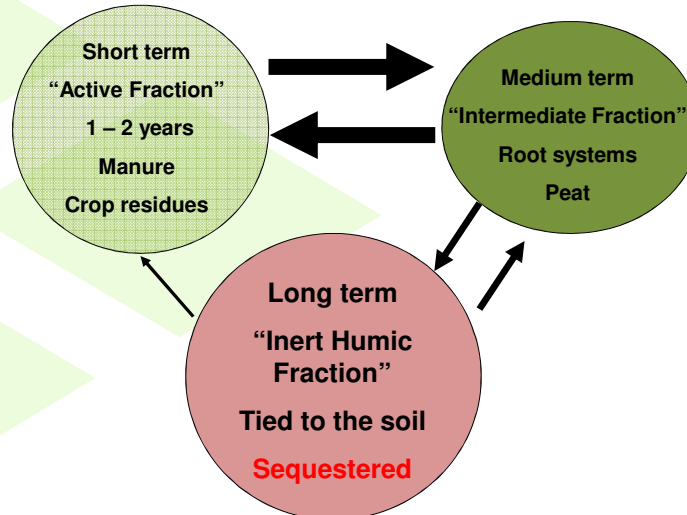 Short term
“Active Fraction”
1 – 2 years
Manure
Crop residues
Medium term
“Intermediate Fraction”
Root systems
Peat
Long term
“Inert Humic
Fraction”
Tied to the soil
Sequestered